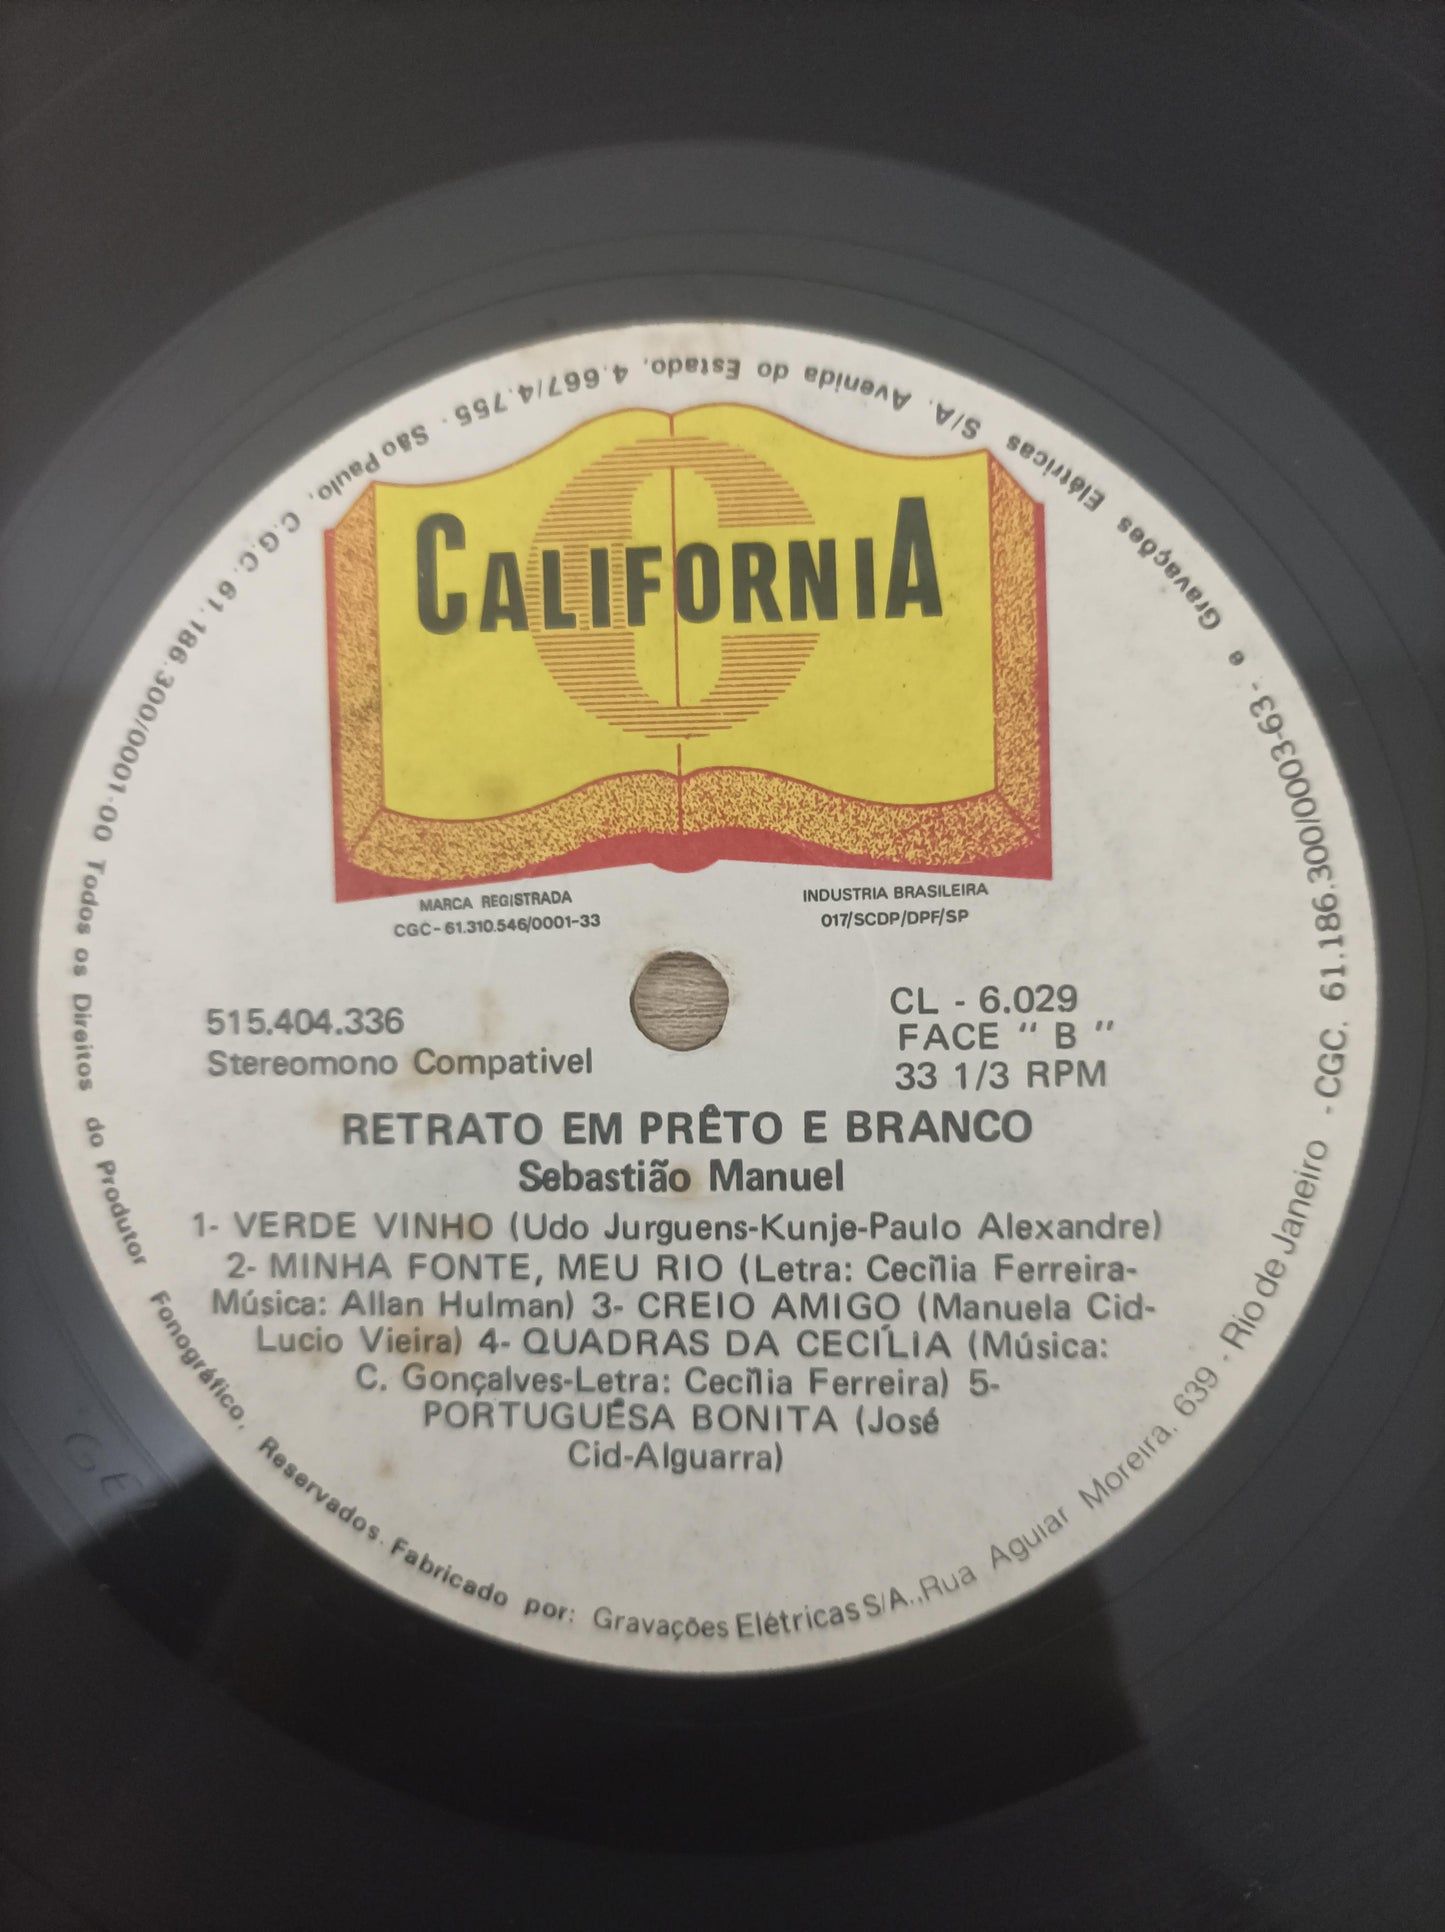 CALIFORNIA
MARCA REGISTRADA
CGC-61.310.546/0001-33
INDUSTRIA BRASILEIRA
017/SCDP/DPF/SP
515.404.336
Stereomono Compativel
CL - 6.029
FACE " B "
33 1/3 RPM
RETRATO EM PRÊTO E BRANCO
Sebastião Manuel
1- VERDE VINHO (Udo Jurguens-Kunje-Paulo Alexandre)
2- MINHA FONTE, MEU RIO (Letra: Cecília Ferreira-
Música: Allan Hulman) 3- CREIO AMIGO (Manuela Cid-
Lucio Vieira) 4- QUADRAS DA CECÍLIA (Música:
C. Gonçalves-Letra: Cecília Ferreira) 5-
PORTUGUÊSA BONITA (José
Cid-Alguarra)
Todos os Direitos do Produtor Fonográfico, Reservados. Fabricado por: Gravações Elétricas S/A., Rua Aguiar Moreira, 639 - Rio de Janeiro - CGC. 61.186.300/0003-63- e Gravações Elétricas S/A. Avenida do Estado, 4.667/4.755 - São Paulo, C.G.C. 61.186.300/0001-00